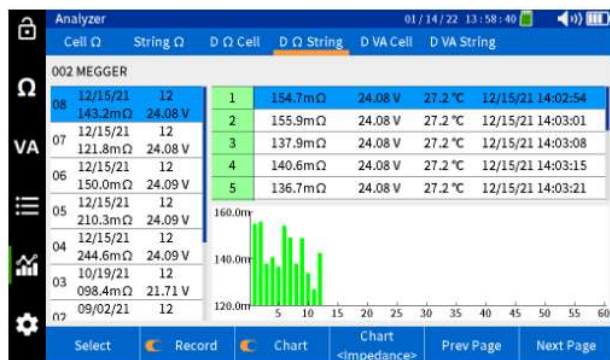 Analyzer 01/14/22 13:58:40
Cell Ω String Ω D Ω Cell D Ω String D VA Cell D VA String
002 MEGGER
Ω
VA
08 12/15/21 12
143.2mΩ 24.08 V
07 12/15/21 12
121.8mΩ 24.08 V
06 12/15/21 12
150.0mΩ 24.09 V
05 12/15/21 12
210.3mΩ 24.09 V
04 12/15/21 12
244.6mΩ 24.09 V
03 10/19/21 12
098.4mΩ 21.71 V
02 09/02/21 12
1 154.7mΩ 24.08 V 27.2 °C 12/15/21 14:02:54
2 155.9mΩ 24.08 V 27.2 °C 12/15/21 14:03:01
3 137.9mΩ 24.08 V 27.2 °C 12/15/21 14:03:08
4 140.6mΩ 24.08 V 27.2 °C 12/15/21 14:03:15
5 136.7mΩ 24.08 V 27.2 °C 12/15/21 14:03:21
160.0m
140.0m
120.0m
5 10 15 20 25 30 35 40 45 50 55 60
Select Record Chart Chart <Impedance> Prev Page Next Page